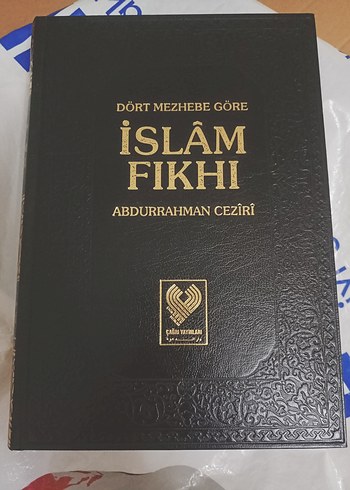 DÖRT MEZHEBE GÖRE
İSLÂM
FIKHI
ABDURRAHMAN CEZÎRÎ
ÇAĞRI YAYINLARI